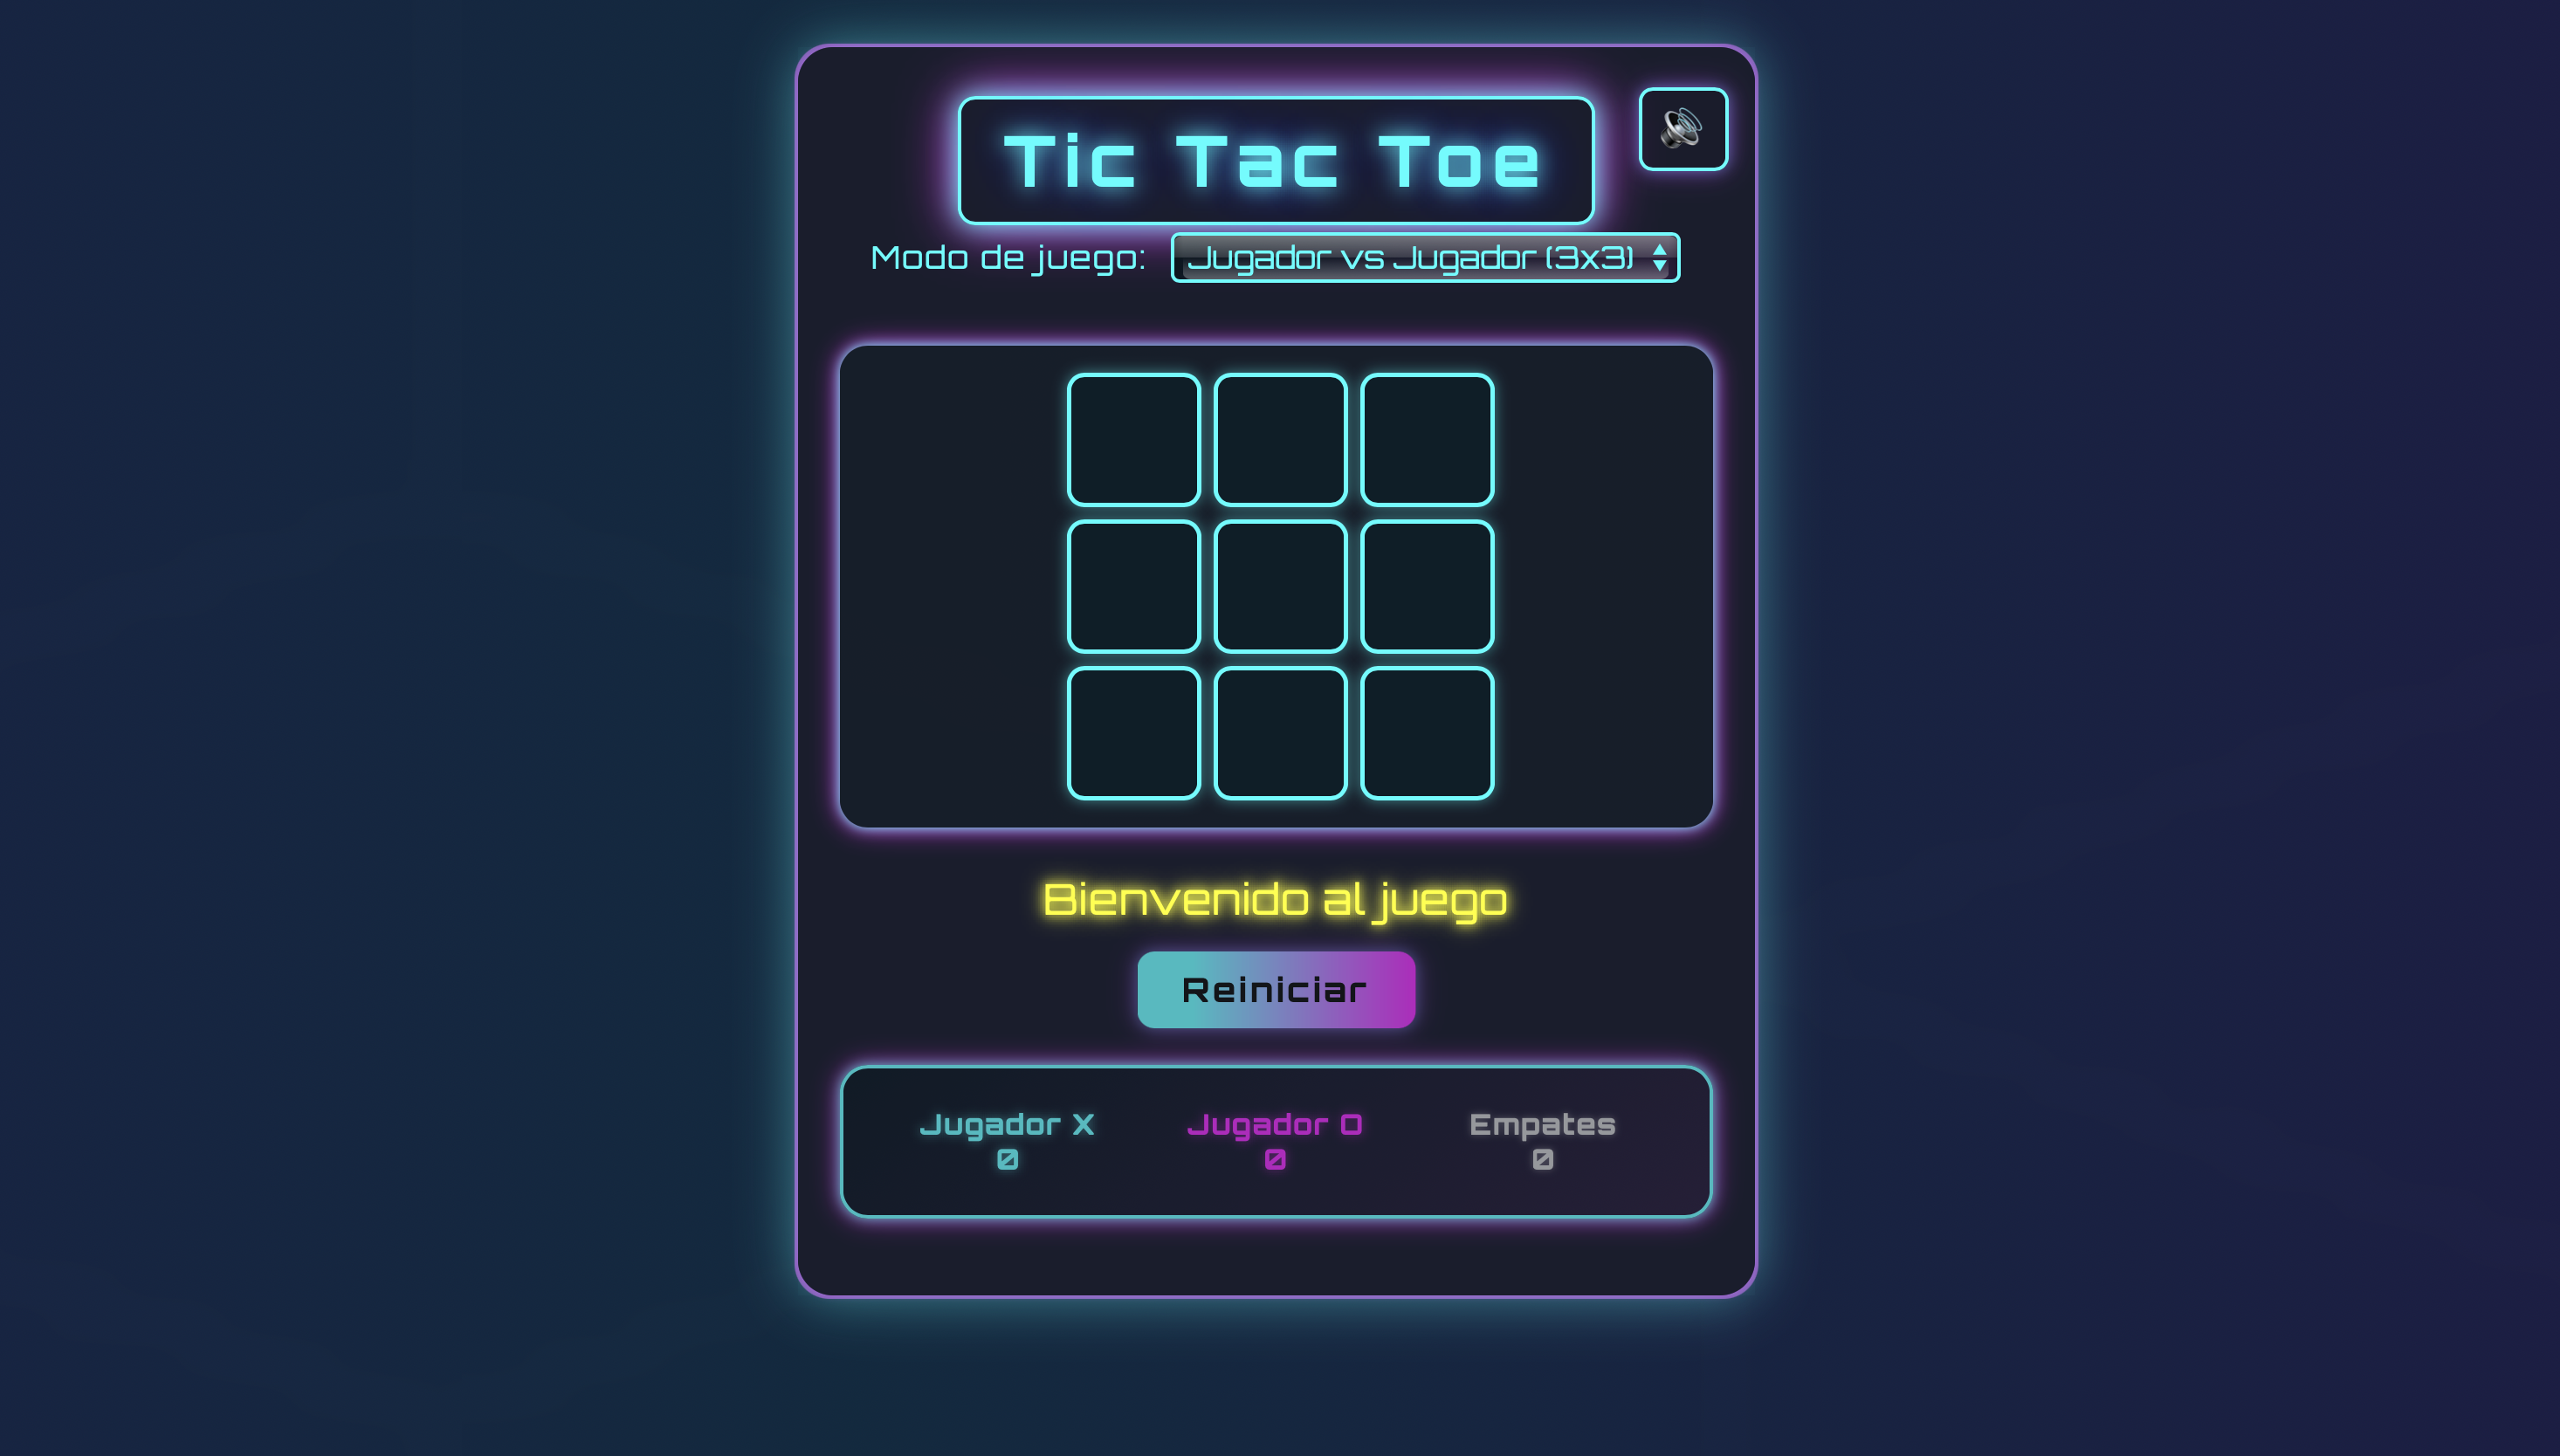 Tic Tac Toe
Modo de juego: Jugador vs Jugador (3x3)
Bienvenido al juego
Reiniciar
Jugador X Jugador O Empates
0 0 0